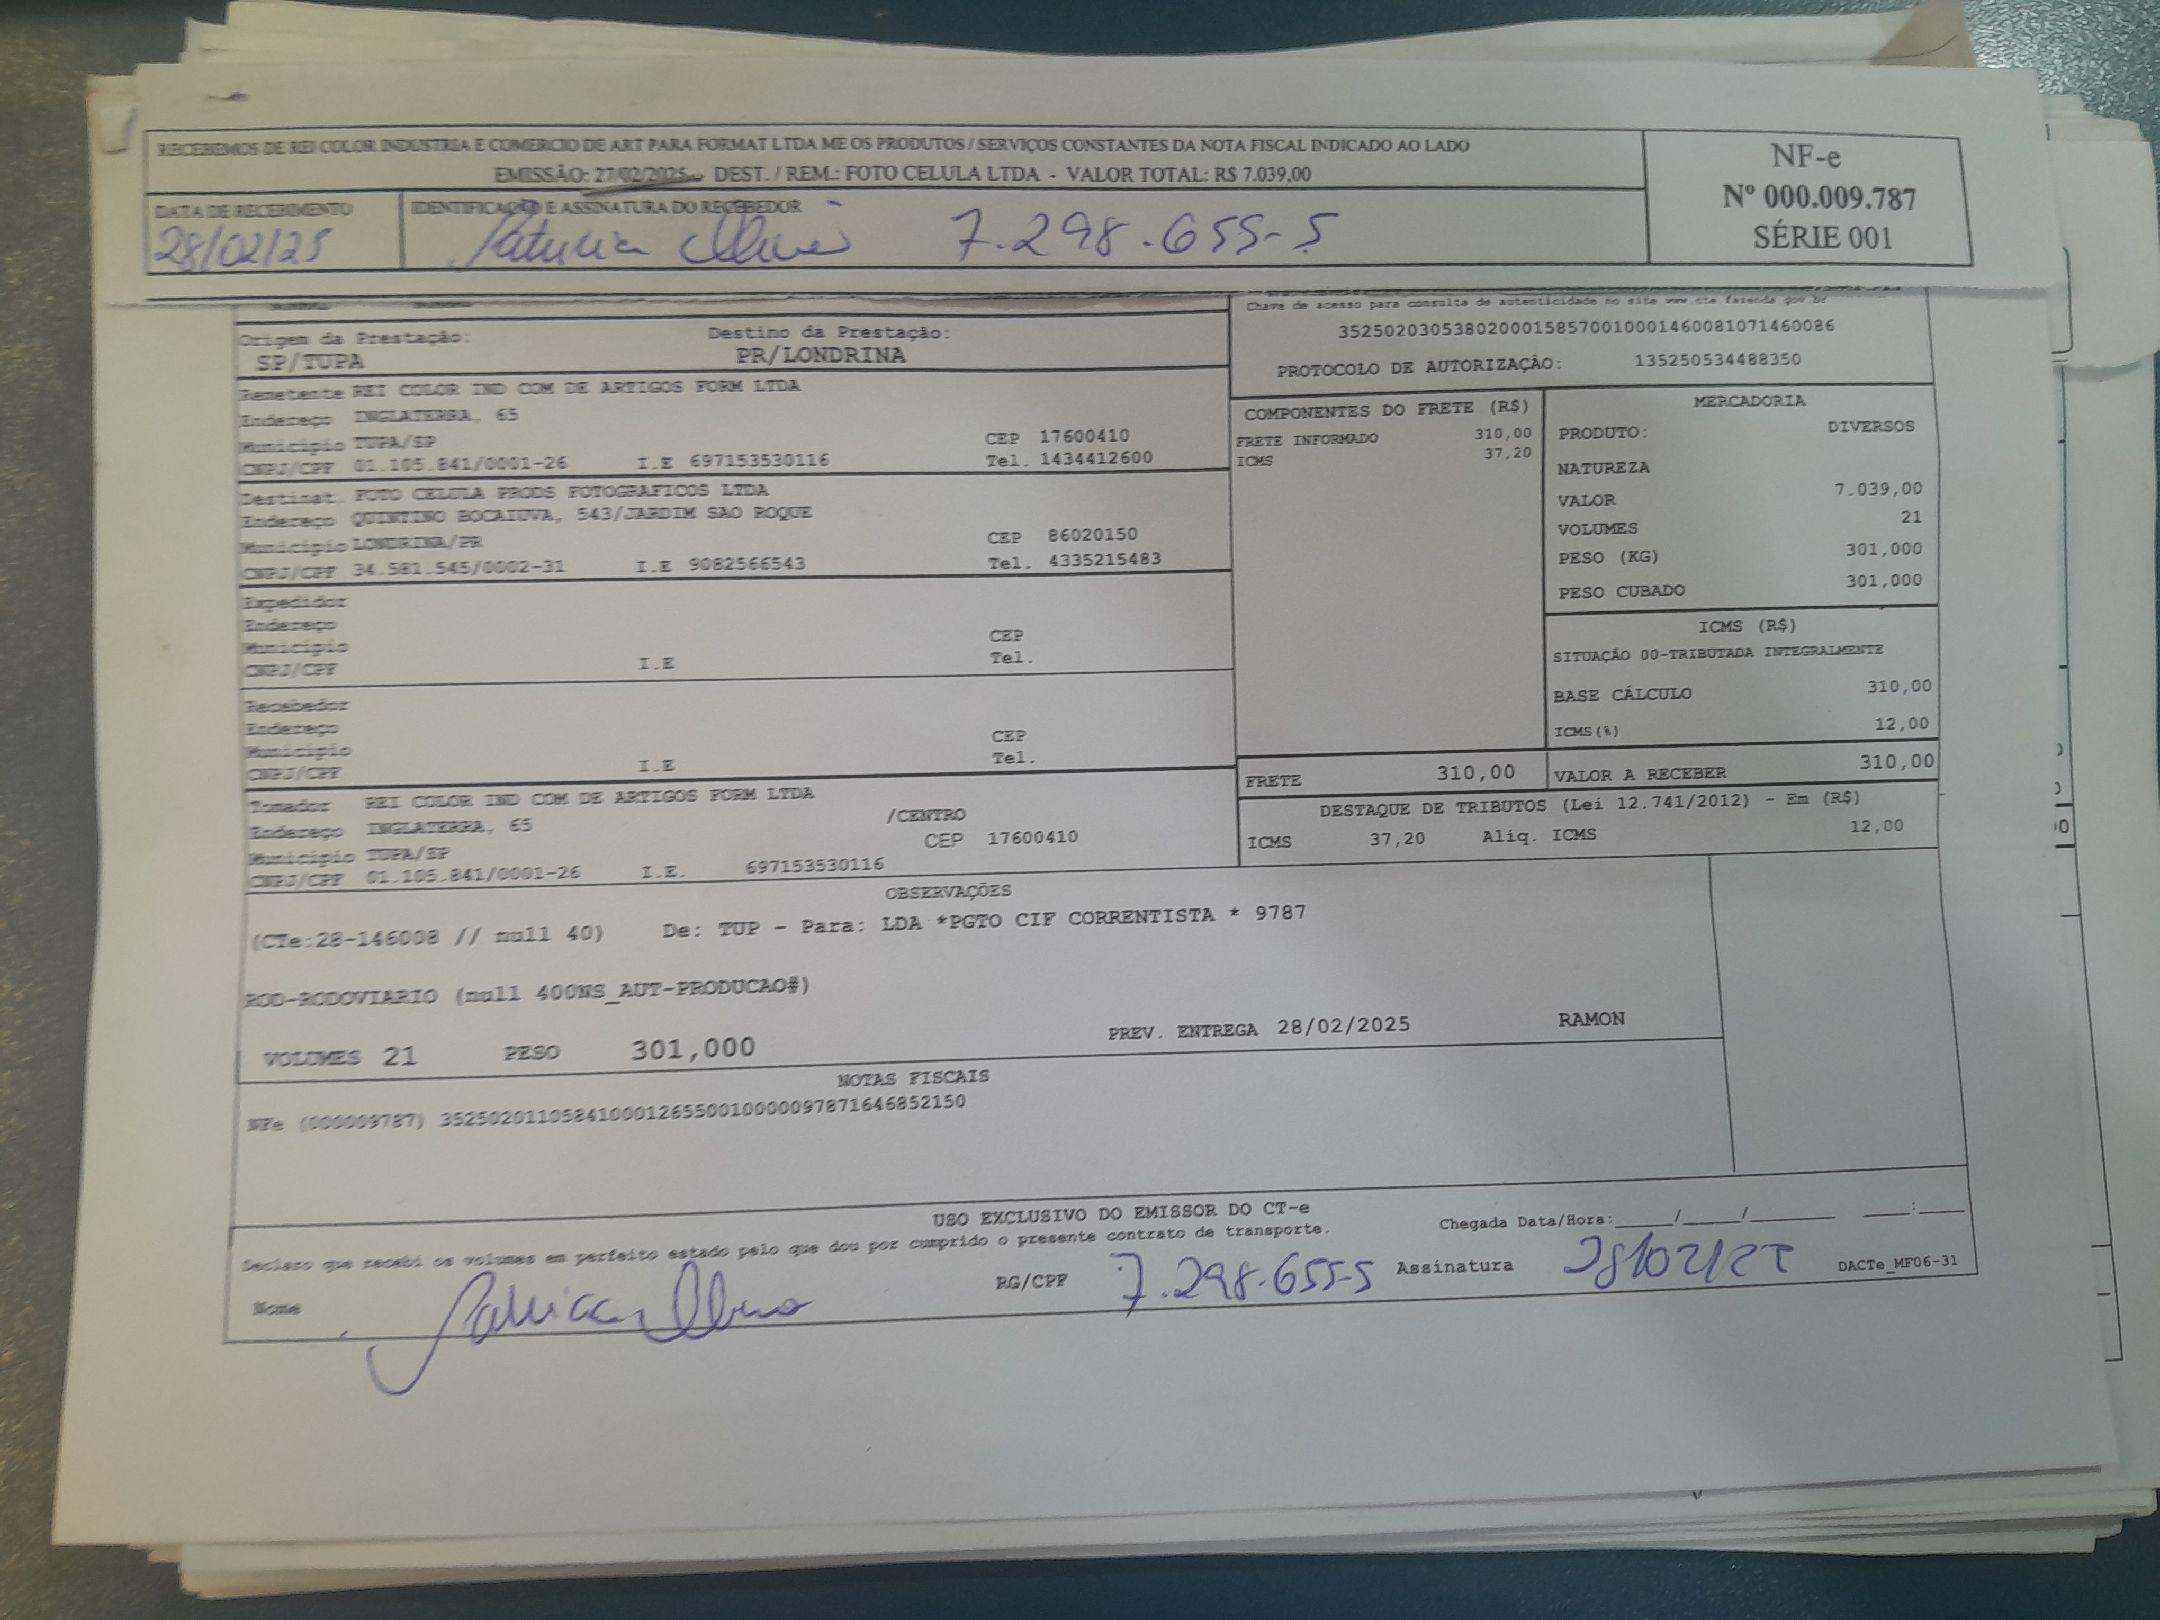 RECEBEMOS DE REI COLOR INDUSTRIA E COMERCIO DE ART PARA FORMAT LTDA ME OS PRODUTOS / SERVIÇOS CONSTANTES DA NOTA FISCAL INDICADO AO LADO
EMISSÃO: 27/02/2025 - DEST. / REM.: FOTO CELULA LTDA - VALOR TOTAL: R$ 7.039,00
NF-e
Nº 000.009.787
SÉRIE 001
DATA DE RECEBIMENTO
28/02/25
IDENTIFICAÇÃO E ASSINATURA DO RECEBEDOR
7.298.655-5
Chave de acesso para consulta de autenticidade no site www.cte.fazenda.gov.br
35250203053802000158570010001460081071460086
PROTOCOLO DE AUTORIZAÇÃO: 135250534488350
Origem da Prestação: Destino da Prestação:
SP/TUPA PR/LONDRINA
Remetente REI COLOR IND COM DE ARTIGOS FORM LTDA
Endereço INGLATERRA, 65
Município TUPA/SP CEP 17600410
CNPJ/CPF 01.105.841/0001-26 I.E 697153530116 Tel. 1434412600
Destinat. FOTO CELULA PRODS FOTOGRAFICOS LTDA
Endereço QUINTINO BOCAIUVA, 543/JARDIM SAO ROQUE
Município LONDRINA/PR CEP 86020150
CNPJ/CPF 34.581.545/0002-31 I.E 9082566543 Tel. 4335215483
Expedidor
Endereço
Município CEP
CNPJ/CPF I.E Tel.
Recebedor
Endereço
Município CEP
CNPJ/CPF I.E Tel.
Tomador REI COLOR IND COM DE ARTIGOS FORM LTDA
Endereço INGLATERRA, 65 /CENTRO
Município TUPA/SP CEP 17600410
CNPJ/CPF 01.105.841/0001-26 I.E. 697153530116
COMPONENTES DO FRETE (R$)
FRETE INFORMADO 310,00
ICMS 37,20
MERCADORIA
PRODUTO: DIVERSOS
NATUREZA
VALOR 7.039,00
VOLUMES 21
PESO (KG) 301,000
PESO CUBADO 301,000
ICMS (R$)
SITUAÇÃO 00-TRIBUTADA INTEGRALMENTE
BASE CÁLCULO 310,00
ICMS(%) 12,00
FRETE 310,00 VALOR A RECEBER 310,00
DESTAQUE DE TRIBUTOS (Lei 12.741/2012) - Em (R$)
ICMS 37,20 Aliq. ICMS 12,00
OBSERVAÇÕES
(CTe:28-146008 // null 40) De: TUP - Para: LDA *PGTO CIF CORRENTISTA * 9787
ROD-RODOVIARIO (null 400NS_AUT-PRODUCAO#)
VOLUMES 21 PESO 301,000 PREV. ENTREGA 28/02/2025 RAMON
NOTAS FISCAIS
NFe (000009787) 35250201105841000126550010000097871646852150
USO EXCLUSIVO DO EMISSOR DO CT-e
Declaro que recebi os volumes em perfeito estado pelo que dou por cumprido o presente contrato de transporte. Chegada Data/Hora:_____/_____/_______ ____:____
Nome RG/CPF 7.298.655-5 Assinatura DACTe_MF06-31